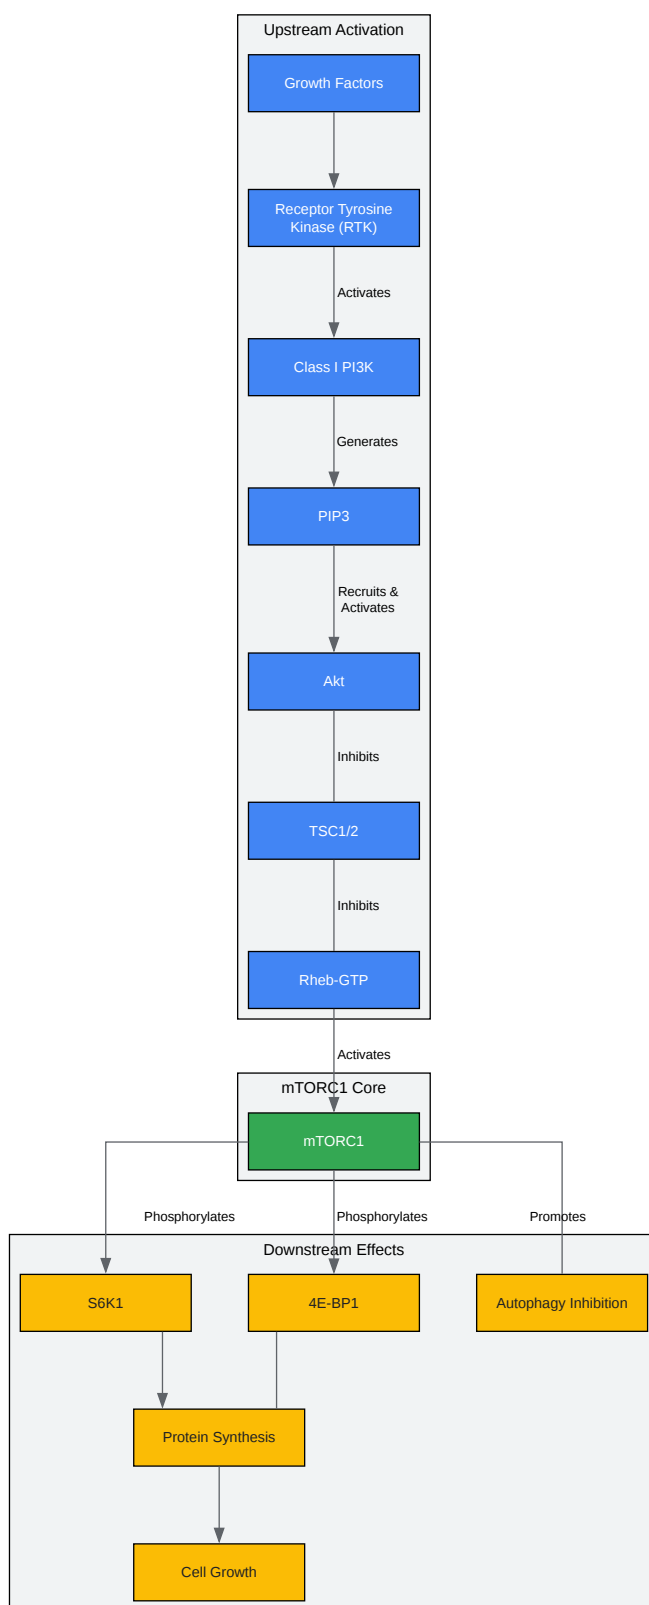 Upstream Activation
Growth Factors
Receptor Tyrosine
Kinase (RTK)
Activates
Class I PI3K
Generates
PIP3
Recruits &
Activates
Akt
Inhibits
TSC1/2
Inhibits
Rheb-GTP
Activates
mTORC1 Core
mTORC1
Phosphorylates
Phosphorylates
Promotes
Downstream Effects
S6K1
4E-BP1
Autophagy Inhibition
Protein Synthesis
Cell Growth